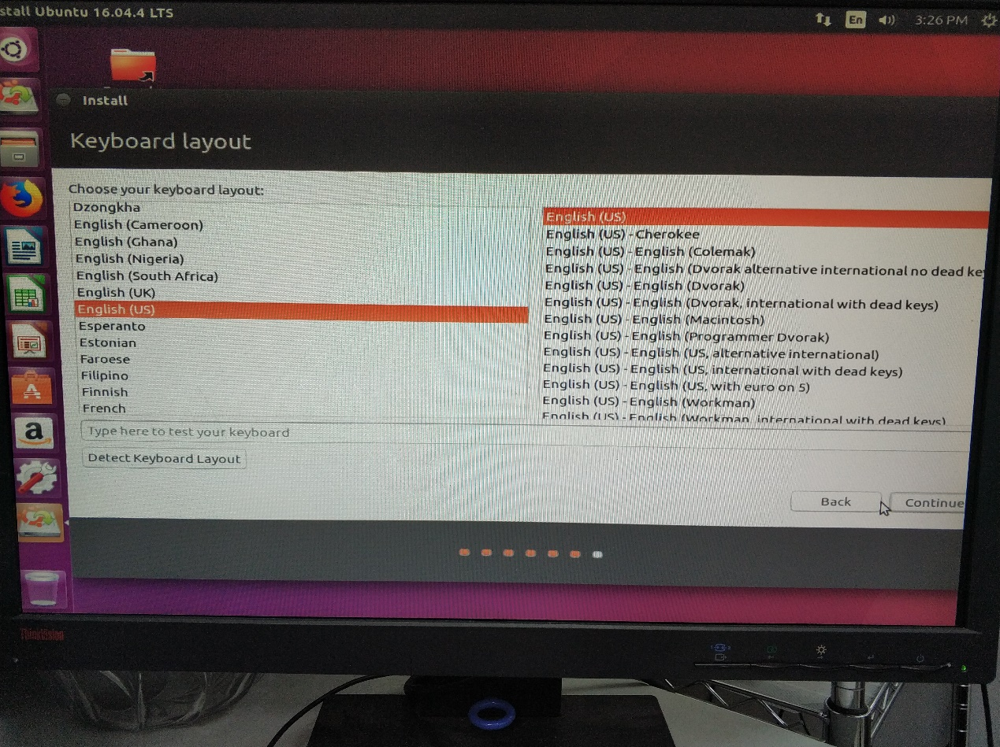 stall Ubuntu 16.04.4 LTS
En
3:26 PM
Install
Keyboard layout
Choose your keyboard layout:
Dzongkha
English (Cameroon)
English (Ghana)
English (Nigeria)
English (South Africa)
English (UK)
English (US)
Esperanto
Estonian
Faroese
Filipino
Finnish
French
English (US)
English (US) - Cherokee
English (US) - English (Colemak)
English (US) - English (Dvorak alternative international no dead key
English (US) - English (Dvorak)
English (US) - English (Dvorak, international with dead keys)
English (US) - English (Macintosh)
English (US) - English (Programmer Dvorak)
English (US) - English (US, alternative international)
English (US) - English (US, international with dead keys)
English (US) - English (US, with euro on 5)
English (US) - English (Workman)
English (US) - English (Workman, international with dead keys)
Type here to test your keyboard
Detect Keyboard Layout
Back
Continue
a
ThinkVision